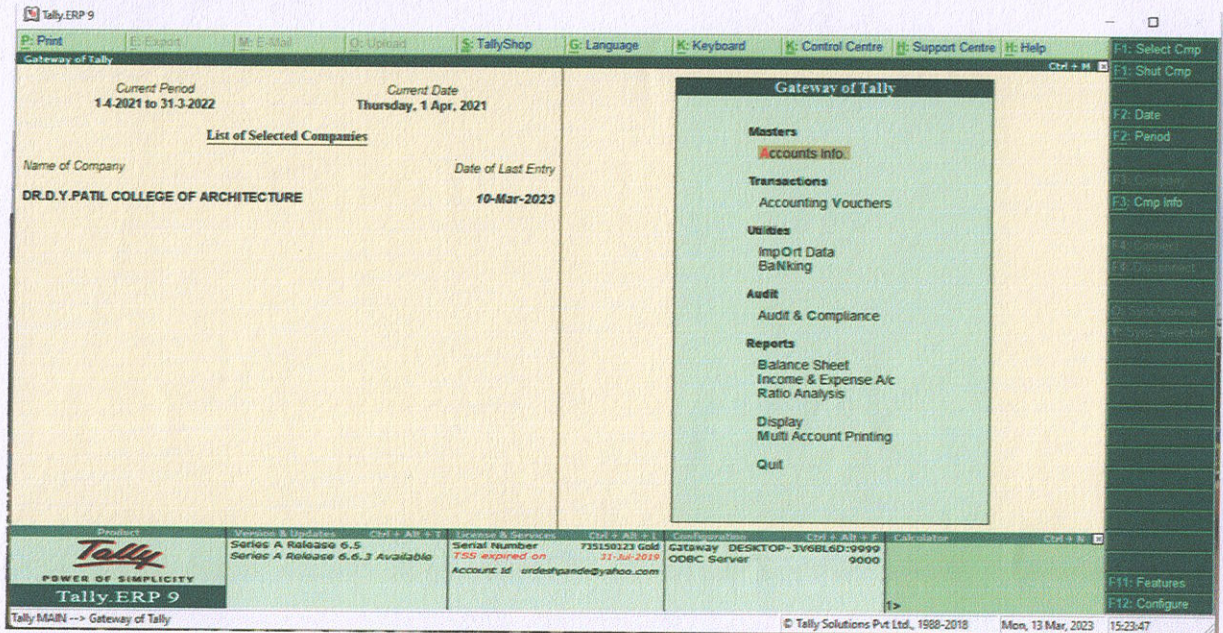 Tally.ERP 9
P: Print E: Export M: E-Mail O: Upload S: TallyShop G: Language K: Keyboard K: Control Centre H: Support Centre H: Help
Gateway of Tally Ctrl + M
Current Period Current Date
1-4-2021 to 31-3-2022 Thursday, 1 Apr, 2021
List of Selected Companies
Name of Company Date of Last Entry
DR.D.Y.PATIL COLLEGE OF ARCHITECTURE 10-Mar-2023
Gateway of Tally
Masters
Accounts Info.
Transactions
Accounting Vouchers
Utilities
ImpOrt Data
BaNking
Audit
Audit & Compliance
Reports
Balance Sheet
Income & Expense A/c
Ratio Analysis
Display
Multi Account Printing
Quit
F1: Select Cmp
F1: Shut Cmp
F2: Date
F2: Period
F3: Company
F3: Cmp Info
F4: Connect
F4: Disconnect
O: Synchronise
Y: Sync Selected
F11: Features
F12: Configure
Product
Tally
POWER OF SIMPLICITY
Tally.ERP 9
Version & Updates Ctrl + Alt + T
Series A Release 6.5
Series A Release 6.6.3 Available
License & Services Ctrl + Alt + L
Serial Number 735150123 Gold
TSS expired on 31-Jul-2019
Account Id urdeshpande@yahoo.com
Configuration Ctrl + Alt + F
Gateway DESKTOP-3V6BL6D:9999
ODBC Server 9000
Calculator Ctrl + N
1>
Tally MAIN --> Gateway of Tally © Tally Solutions Pvt Ltd., 1988-2018 Mon, 13 Mar, 2023 15:23:47